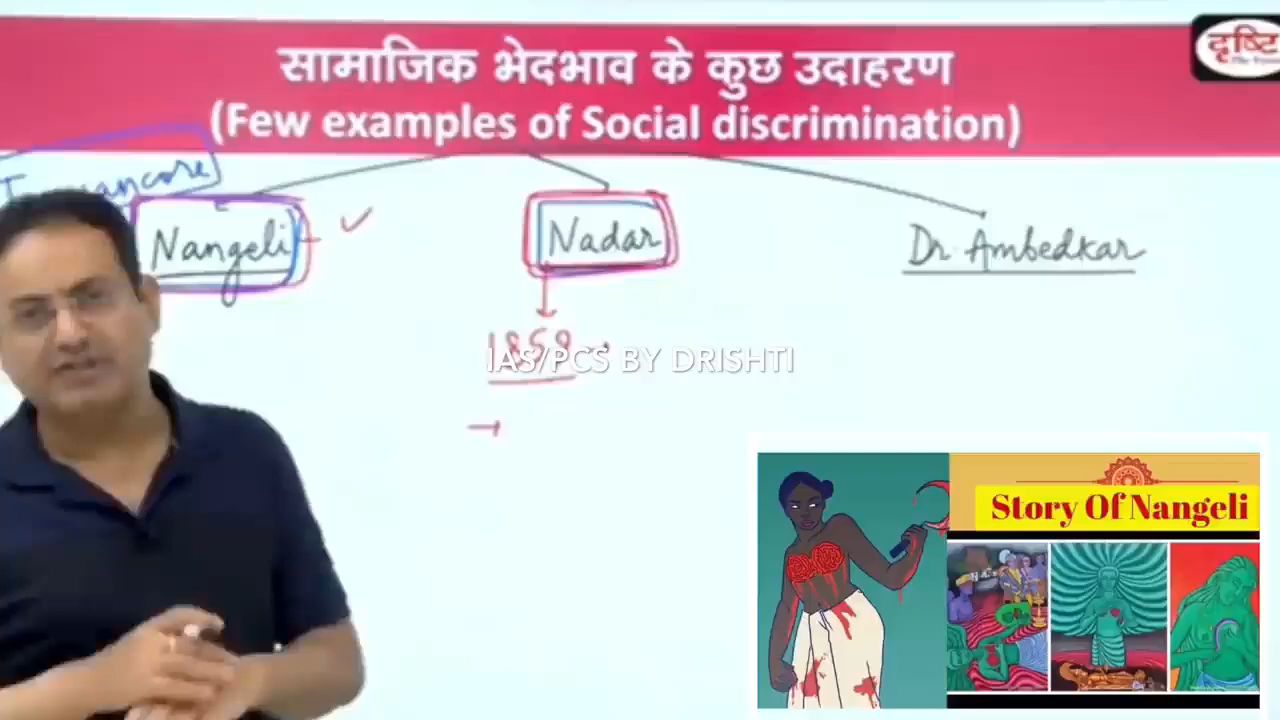 सामाजिक भेदभाव के कुछ उदाहरण
(Few examples of Social discrimination)
दृष्टि
Nangeli
Nadar
Dr. Ambedkar
1859
IAS/PCS BY DRISHTI
Story Of Nangeli